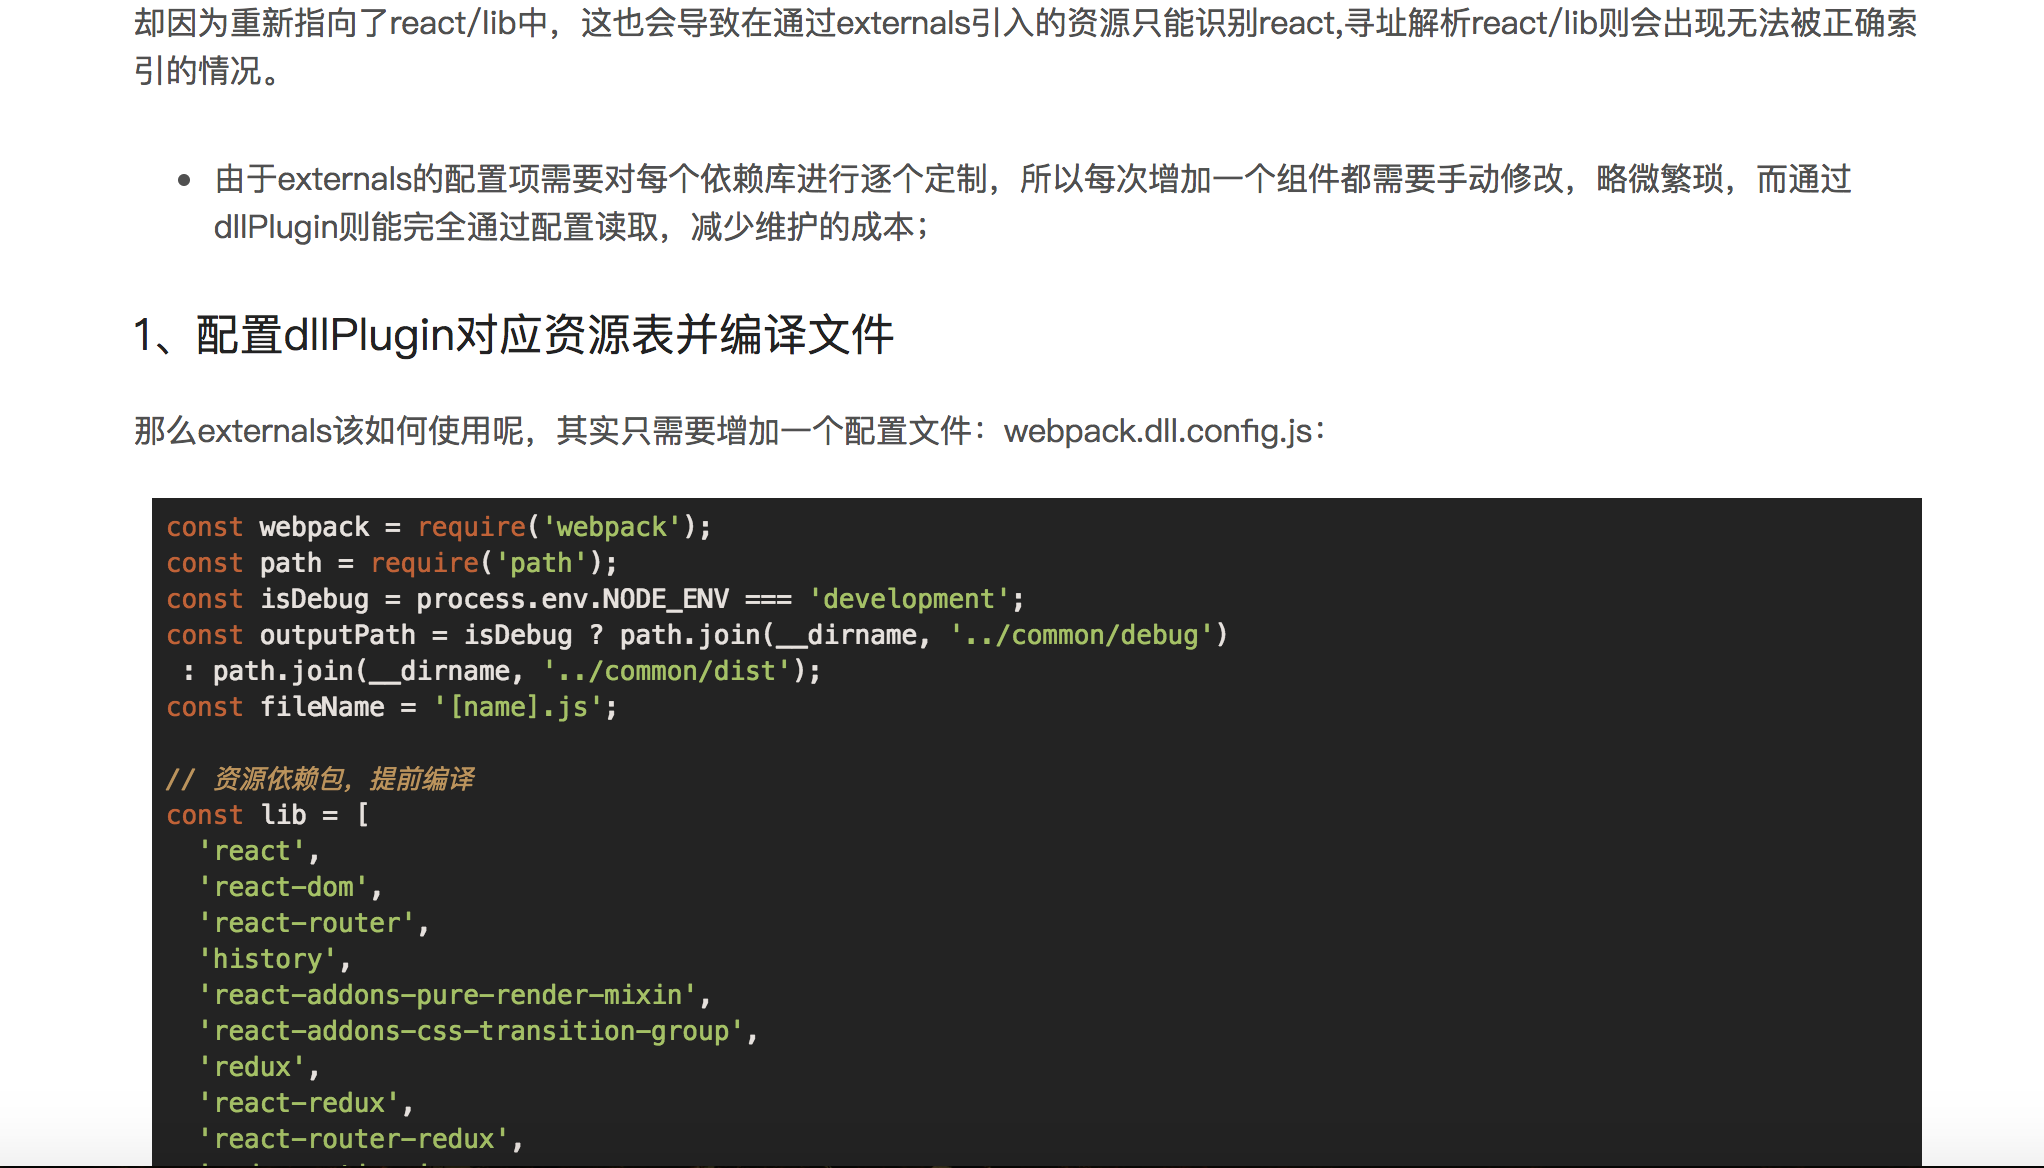 却因为重新指向了react/lib中，这也会导致在通过externals引入的资源只能识别react,寻址解析react/lib则会出现无法被正确索
引的情况。
• 由于externals的配置项需要对每个依赖库进行逐个定制，所以每次增加一个组件都需要手动修改，略微繁琐，而通过
dllPlugin则能完全通过配置读取，减少维护的成本；
1、配置dllPlugin对应资源表并编译文件
那么externals该如何使用呢，其实只需要增加一个配置文件：webpack.dll.config.js：
const webpack = require('webpack');
const path = require('path');
const isDebug = process.env.NODE_ENV === 'development';
const outputPath = isDebug ? path.join(__dirname, '../common/debug')
 : path.join(__dirname, '../common/dist');
const fileName = '[name].js';
// 资源依赖包，提前编译
const lib = [
  'react',
  'react-dom',
  'react-router',
  'history',
  'react-addons-pure-render-mixin',
  'react-addons-css-transition-group',
  'redux',
  'react-redux',
  'react-router-redux',